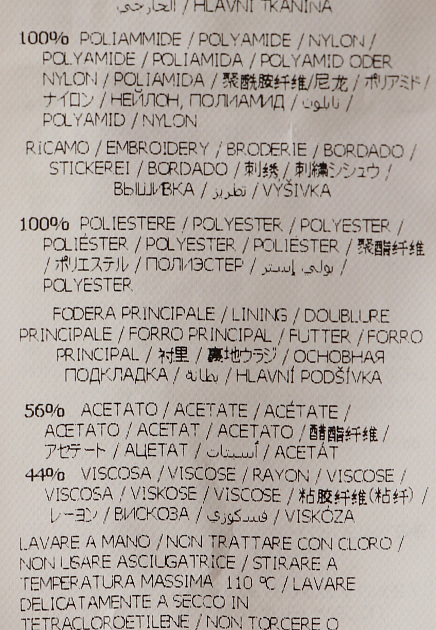 الخارجي / HLAVNÍ TKANINA
100% POLIAMMIDE / POLYAMIDE / NYLON /
POLYAMIDE / POLIAMIDA / POLYAMID ODER
NYLON / POLIAMIDA / 聚酰胺纤维/尼龙 / ポリアミド/
ナイロン / НЕЙЛОН, ПОЛИАМИД / نايلون /
POLYAMID / NYLON
RICAMO / EMBROIDERY / BRODERIE / BORDADO /
STICKEREI / BORDADO / 刺绣 / 刺繍シシュウ /
ВЫШИВКА / تطريز / VÝŠIVKA
100% POLIESTERE / POLYESTER / POLYESTER /
POLIÉSTER / POLYESTER / POLIÉSTER / 聚酯纤维
/ ポリエステル / ПОЛИЭСТЕР / بولي إستر /
POLYESTER
FODERA PRINCIPALE / LINING / DOUBLURE
PRINCIPALE / FORRO PRINCIPAL / FUTTER / FORRO
PRINCIPAL / 衬里 / 裏地ウラジ / ОСНОВНАЯ
ПОДКЛАДКА / بطانة / HLAVNÍ PODŠÍVKA
56% ACETATO / ACETATE / ACÉTATE /
ACETATO / ACETAT / ACETATO / 醋酯纤维 /
アセテート / АЦЕТАТ / أسيتات / ACETÁT
44% VISCOSA / VISCOSE / RAYON / VISCOSE /
VISCOSA / VISKOSE / VISCOSE / 粘胶纤维(粘纤) /
レーヨン / ВИСКОЗА / فسكوزي / VISKÓZA
LAVARE A MANO / NON TRATTARE CON CLORO /
NON USARE ASCIUGATRICE / STIRARE A
TEMPERATURA MASSIMA 110 °C / LAVARE
DELICATAMENTE A SECCO IN
TETRACLOROETILENE / NON TORCERE O